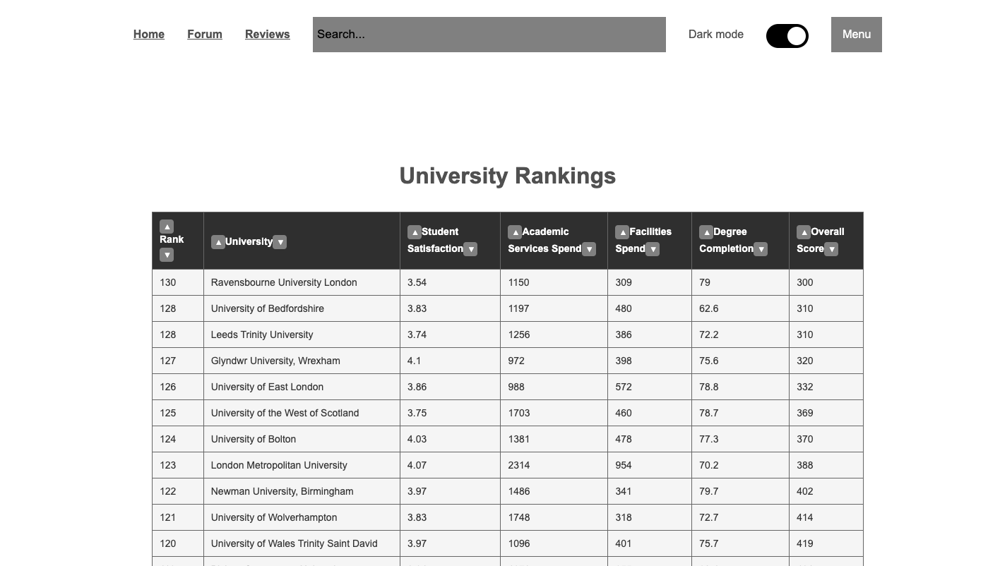 Home Forum Reviews Search... Dark mode Menu
University Rankings
▲ Rank ▼ ▲University▼ ▲Student Satisfaction▼ ▲Academic Services Spend▼ ▲Facilities Spend▼ ▲Degree Completion▼ ▲Overall Score▼
130 Ravensbourne University London 3.54 1150 309 79 300
128 University of Bedfordshire 3.83 1197 480 62.6 310
128 Leeds Trinity University 3.74 1256 386 72.2 310
127 Glyndwr University, Wrexham 4.1 972 398 75.6 320
126 University of East London 3.86 988 572 78.8 332
125 University of the West of Scotland 3.75 1703 460 78.7 369
124 University of Bolton 4.03 1381 478 77.3 370
123 London Metropolitan University 4.07 2314 954 70.2 388
122 Newman University, Birmingham 3.97 1486 341 79.7 402
121 University of Wolverhampton 3.83 1748 318 72.7 414
120 University of Wales Trinity Saint David 3.97 1096 401 75.7 419